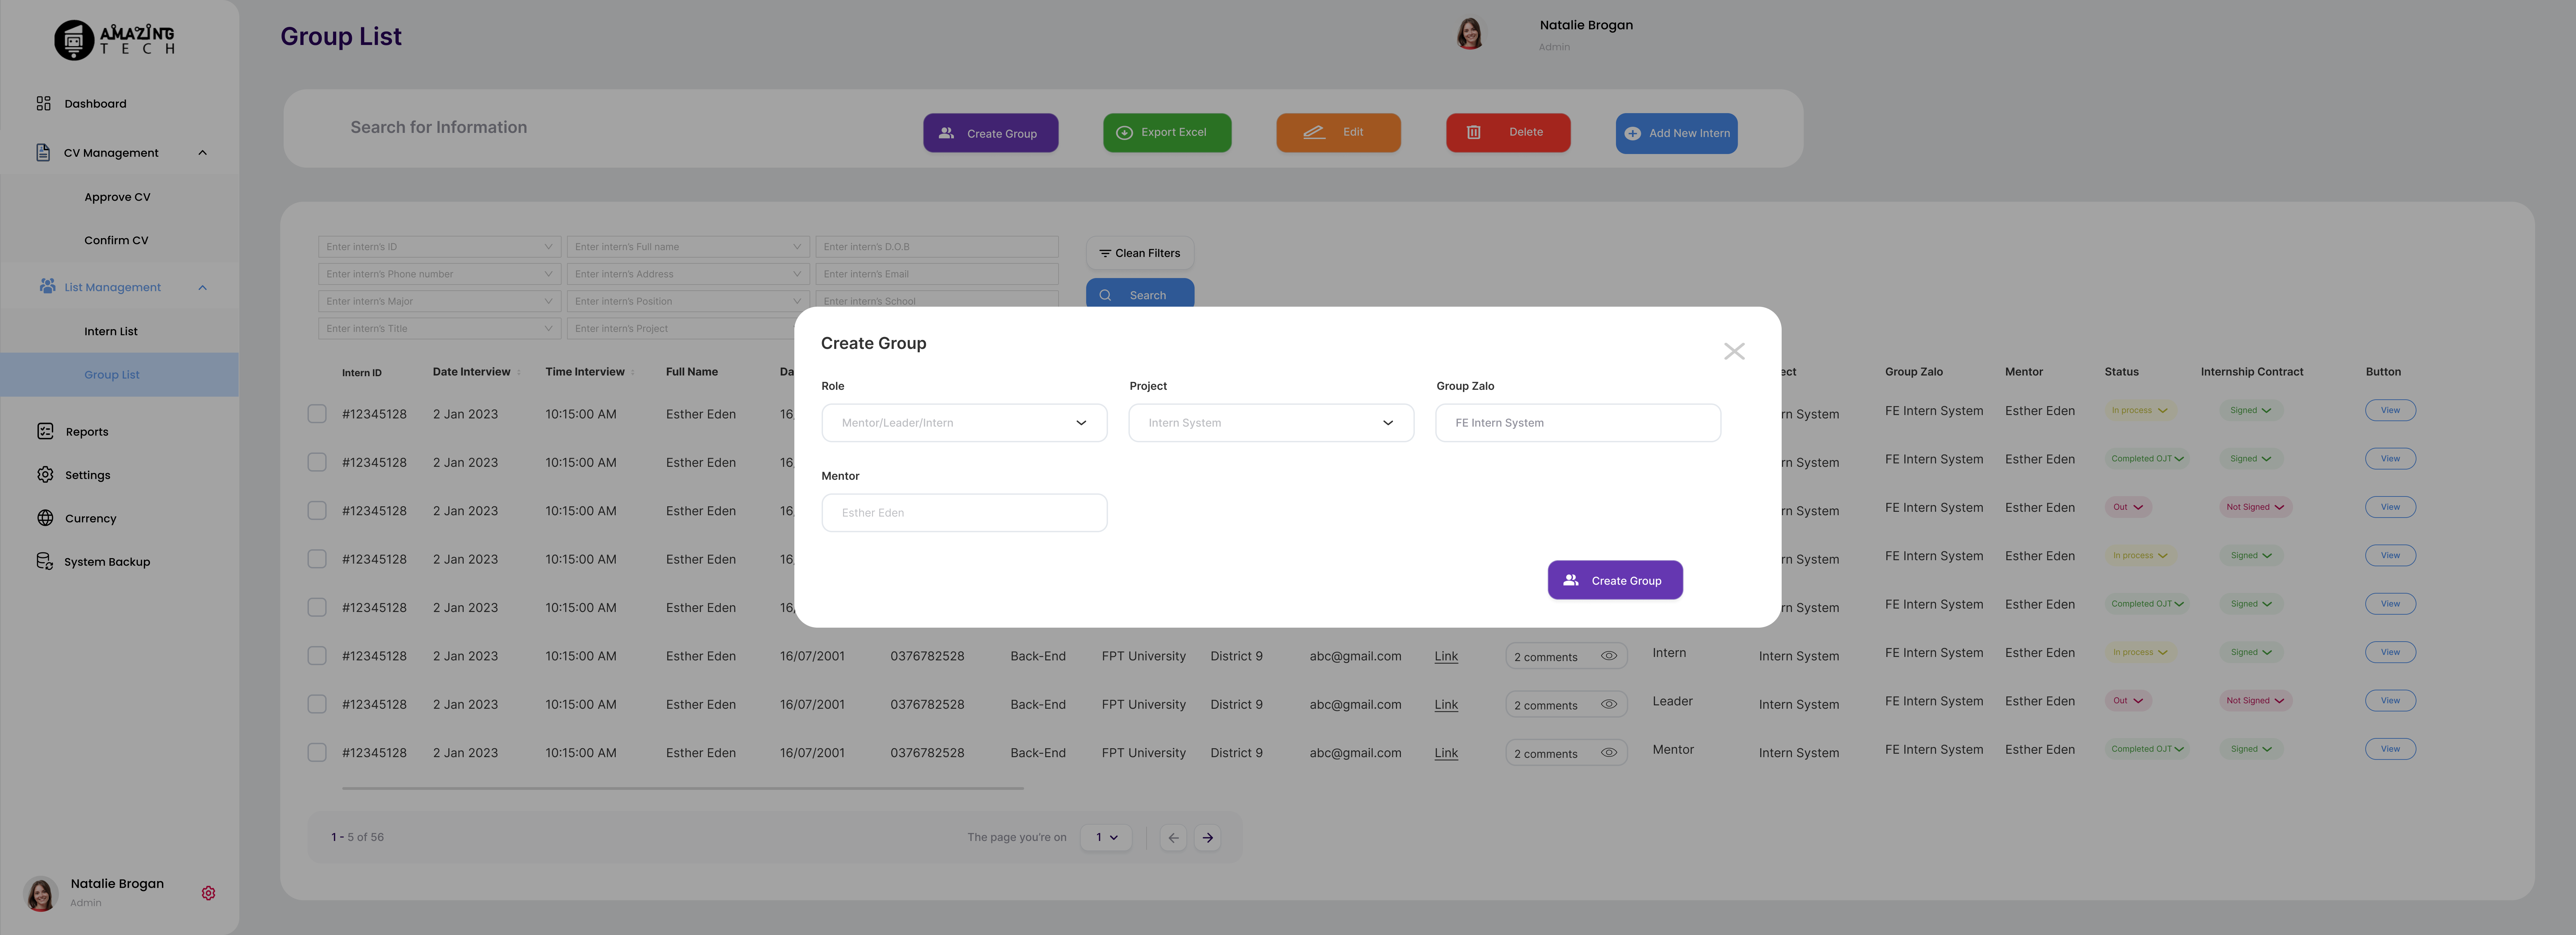 AMAZING
TECH
Dashboard
CV Management
Approve CV
Confirm CV
List Management
Intern List
Group List
Reports
Settings
Currency
System Backup
Natalie Brogan
Admin
Group List
Natalie Brogan
Admin
Search for Information
Create Group
Export Excel
Edit
Delete
Add New Intern
Enter intern's ID
Enter intern's Full name
Enter intern's D.O.B
Clean Filters
Enter intern's Phone number
Enter intern's Address
Enter intern's Email
Enter intern's Major
Enter intern's Position
Enter intern's School
Search
Enter intern's Title
Enter intern's Project
Create Group
Role
Project
Group Zalo
Mentor/Leader/Intern
Intern System
FE Intern System
Mentor
Esther Eden
Create Group
Intern ID Date Interview Time Interview Full Name Da ect Group Zalo Mentor Status Internship Contract Button
#12345128 2 Jan 2023 10:15:00 AM Esther Eden 16/ rn System FE Intern System Esther Eden In process Signed View
#12345128 2 Jan 2023 10:15:00 AM Esther Eden 16/ rn System FE Intern System Esther Eden Completed OJT Signed View
#12345128 2 Jan 2023 10:15:00 AM Esther Eden 16/ rn System FE Intern System Esther Eden Out Not Signed View
#12345128 2 Jan 2023 10:15:00 AM Esther Eden 16/ rn System FE Intern System Esther Eden In process Signed View
#12345128 2 Jan 2023 10:15:00 AM Esther Eden 16/ rn System FE Intern System Esther Eden Completed OJT Signed View
#12345128 2 Jan 2023 10:15:00 AM Esther Eden 16/07/2001 0376782528 Back-End FPT University District 9 abc@gmail.com Link 2 comments Intern Intern System FE Intern System Esther Eden In process Signed View
#12345128 2 Jan 2023 10:15:00 AM Esther Eden 16/07/2001 0376782528 Back-End FPT University District 9 abc@gmail.com Link 2 comments Leader Intern System FE Intern System Esther Eden Out Not Signed View
#12345128 2 Jan 2023 10:15:00 AM Esther Eden 16/07/2001 0376782528 Back-End FPT University District 9 abc@gmail.com Link 2 comments Mentor Intern System FE Intern System Esther Eden Completed OJT Signed View
1 - 5 of 56
The page you're on 1